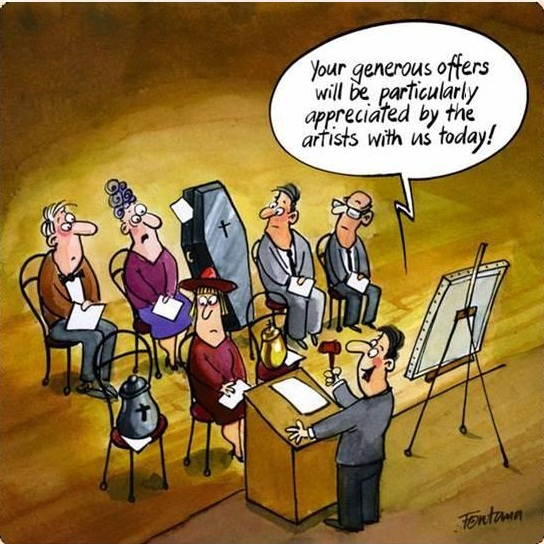 Your generous offers
will be particularly
appreciated by the
artists with us today!
Fontana